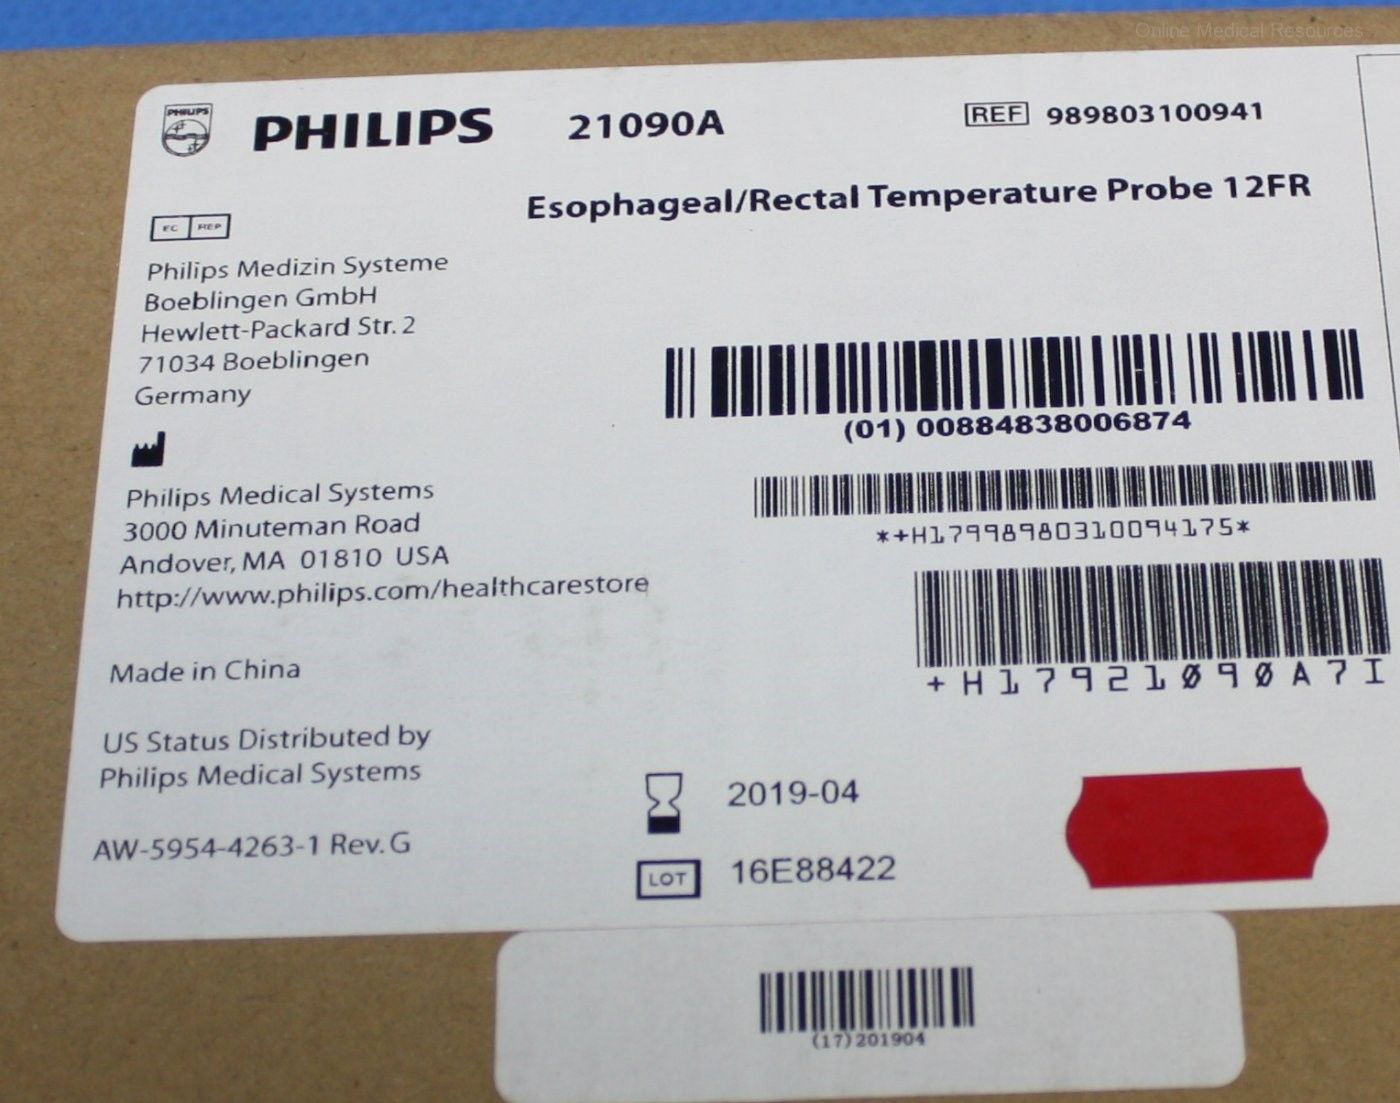 Online Medical Resources
PHILIPS
PHILIPS 21090A REF 989803100941
Esophageal/Rectal Temperature Probe 12FR
EC REP
Philips Medizin Systeme
Boeblingen GmbH
Hewlett-Packard Str. 2
71034 Boeblingen
Germany
(01) 00884838006874
Philips Medical Systems
3000 Minuteman Road
Andover, MA 01810 USA
http://www.philips.com/healthcarestore
*+H17998980310094175*
+H17921090A7I
Made in China
US Status Distributed by
Philips Medical Systems
AW-5954-4263-1 Rev. G
2019-04
LOT 16E88422
(17)201904